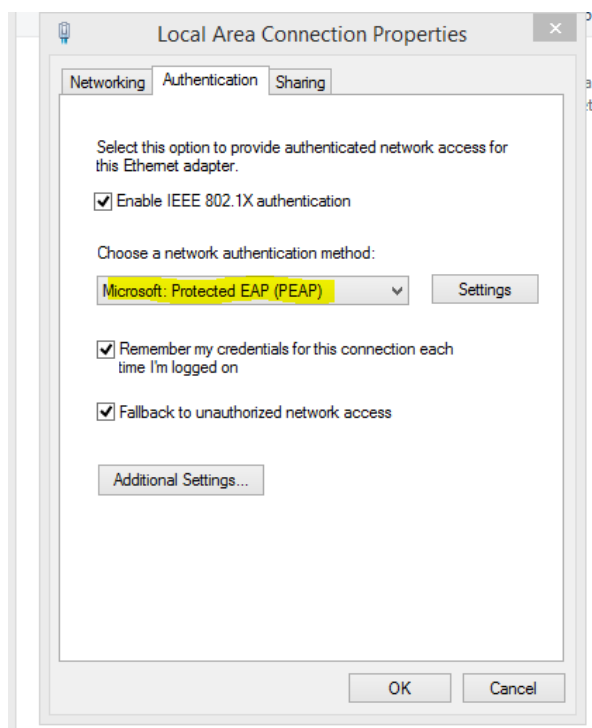 Local Area Connection Properties
Networking Authentication Sharing
Select this option to provide authenticated network access for
this Ethernet adapter.
Enable IEEE 802.1X authentication
Choose a network authentication method:
Microsoft: Protected EAP (PEAP) Settings
Remember my credentials for this connection each
time I'm logged on
Fallback to unauthorized network access
Additional Settings...
OK Cancel